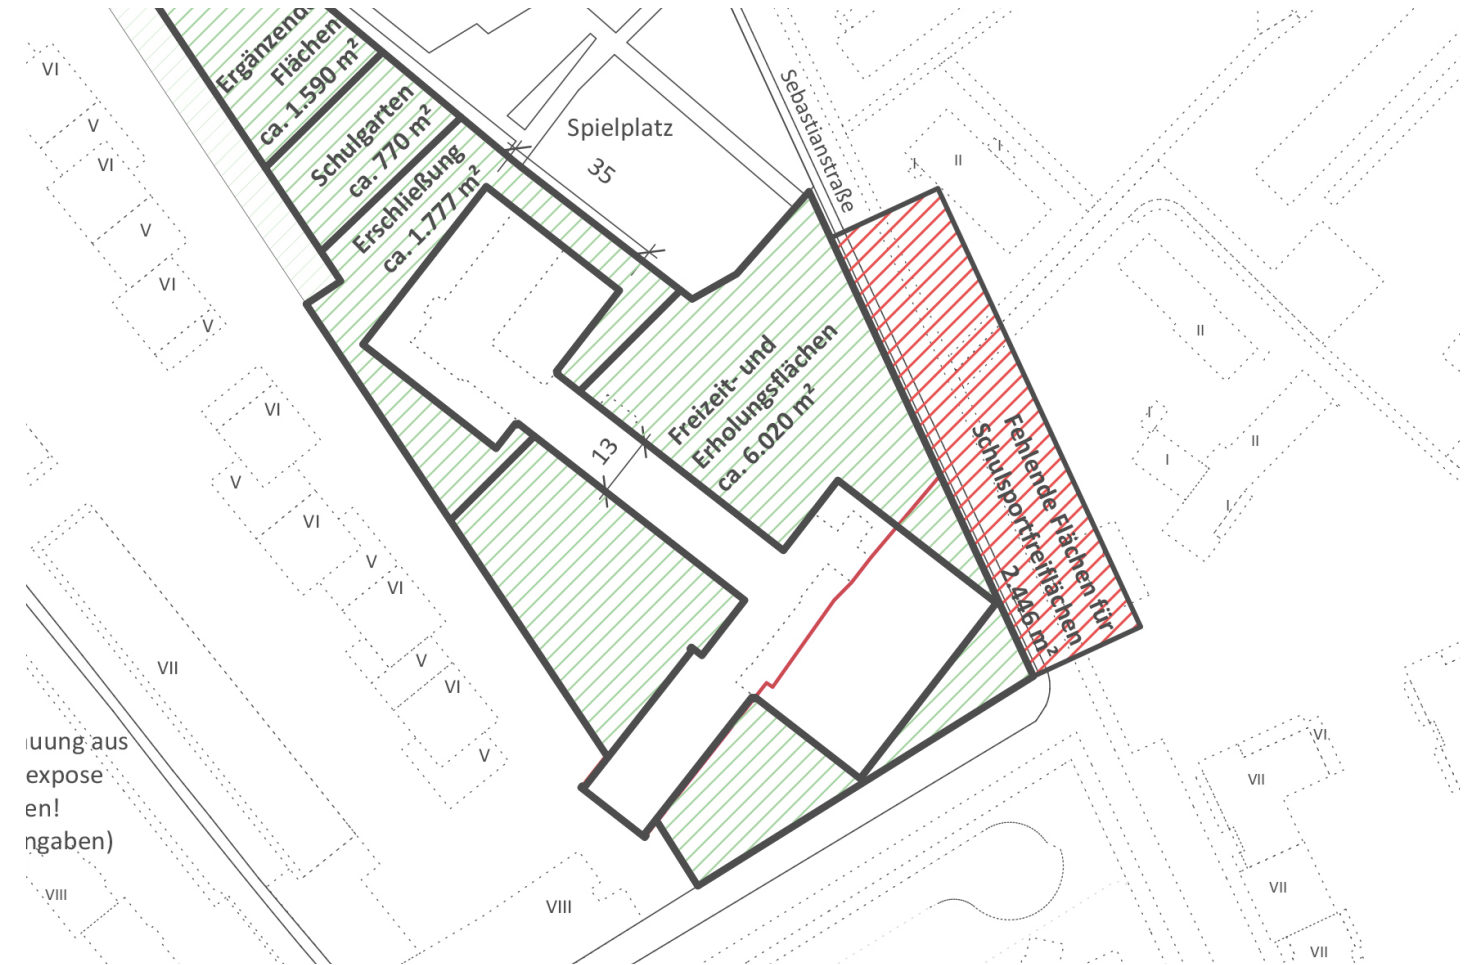 Ergänzende
Flächen
ca. 1.590 m²
Schulgarten
ca. 770 m²
Erschließung
ca. 1.777 m²
Spielplatz
35
Sebastianstraße
Freizeit- und
Erholungsflächen
ca. 6.020 m²
13
Fehlende Flächen für
Schulsportfreiflächen
2.446 m²
VI
V
VI
V
VI
V
VI
V
VI
V
VI
V
VI
V
VII
uung aus
expose
en!
ngaben)
VIII
VIII
I
II
I
II
I
II
I
I
VI
VII
VII
VII